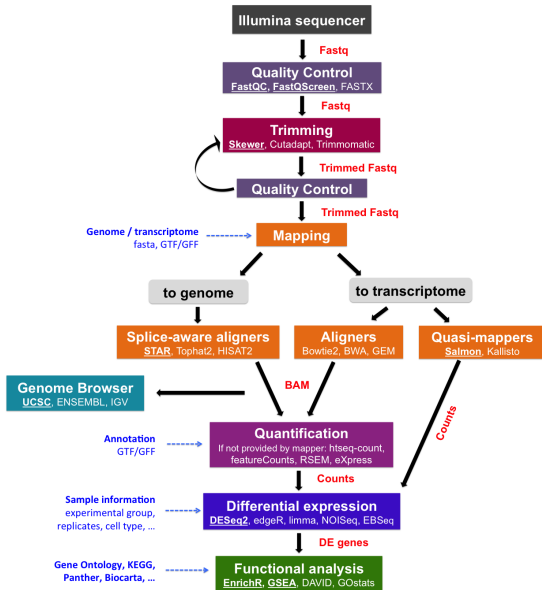 Illumina sequencer
Fastq
Quality Control
FastQC, FastQScreen, FASTX
Fastq
Trimming
Skewer, Cutadapt, Trimmomatic
Trimmed Fastq
Quality Control
Trimmed Fastq
Genome / transcriptome
fasta, GTF/GFF
Mapping
to genome
to transcriptome
Splice-aware aligners
STAR, Tophat2, HISAT2
Aligners
Bowtie2, BWA, GEM
Quasi-mappers
Salmon, Kallisto
Genome Browser
UCSC, ENSEMBL, IGV
BAM
Counts
Annotation
GTF/GFF
Quantification
If not provided by mapper: htseq-count,
featureCounts, RSEM, eXpress
Counts
Sample information
experimental group,
replicates, cell type, ...
Differential expression
DESeq2, edgeR, limma, NOISeq, EBSeq
DE genes
Gene Ontology, KEGG,
Panther, Biocarta, ...
Functional analysis
EnrichR, GSEA, DAVID, GOstats